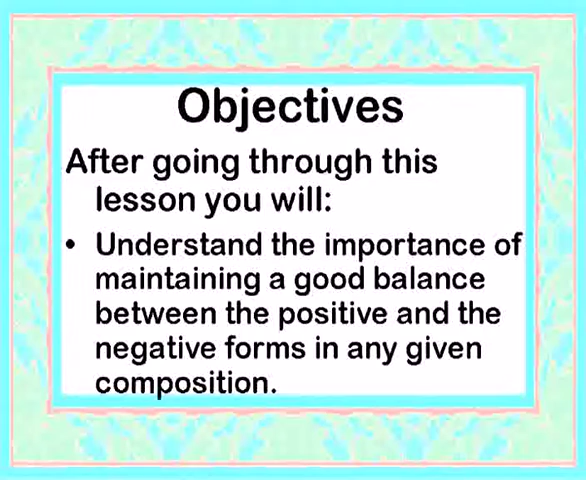 Objectives
After going through this
lesson you will:
• Understand the importance of
maintaining a good balance
between the positive and the
negative forms in any given
composition.